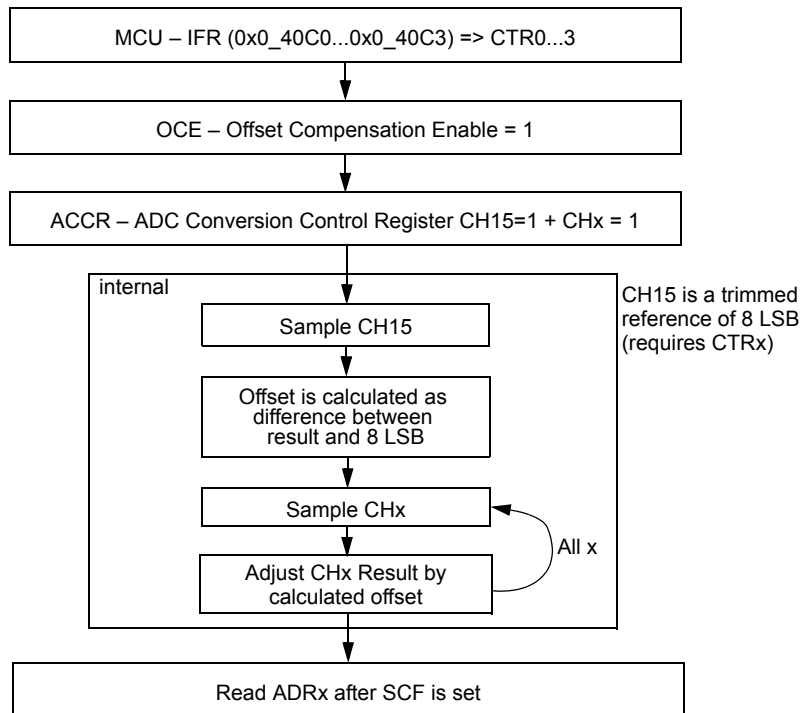 MCU – IFR (0x0_40C0...0x0_40C3) => CTR0...3
OCE – Offset Compensation Enable = 1
ACCR – ADC Conversion Control Register CH15=1 + CHx = 1
internal
CH15 is a trimmed
reference of 8 LSB
(requires CTRx)
Sample CH15
Offset is calculated as
difference between
result and 8 LSB
Sample CHx
All x
Adjust CHx Result by
calculated offset
Read ADRx after SCF is set